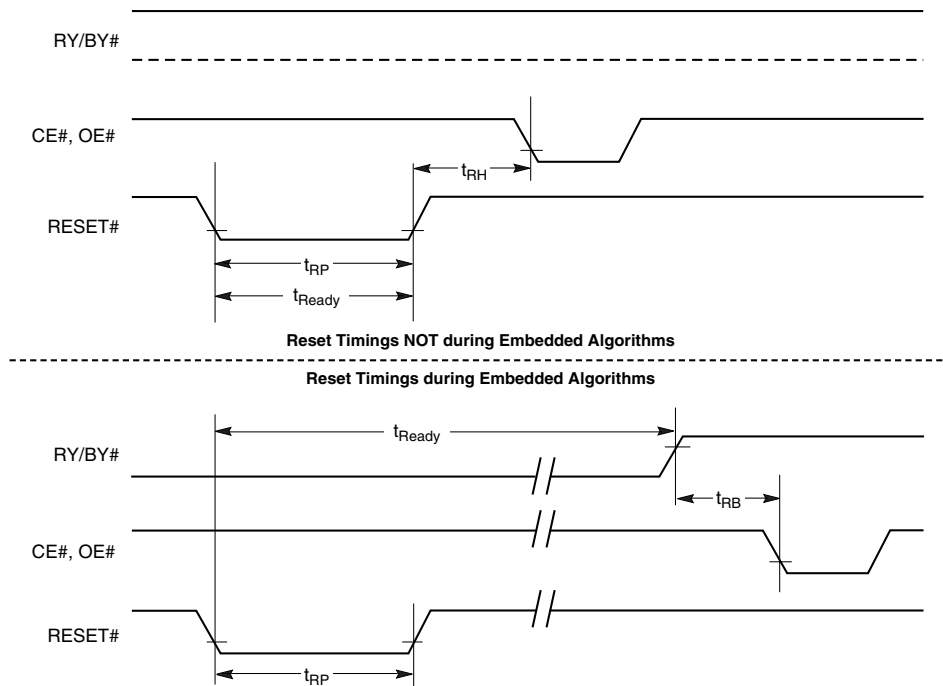 RY/BY#
CE#, OE#
tRH
RESET#
tRP
tReady
Reset Timings NOT during Embedded Algorithms
Reset Timings during Embedded Algorithms
tReady
RY/BY#
tRB
CE#, OE#
RESET#
tRP